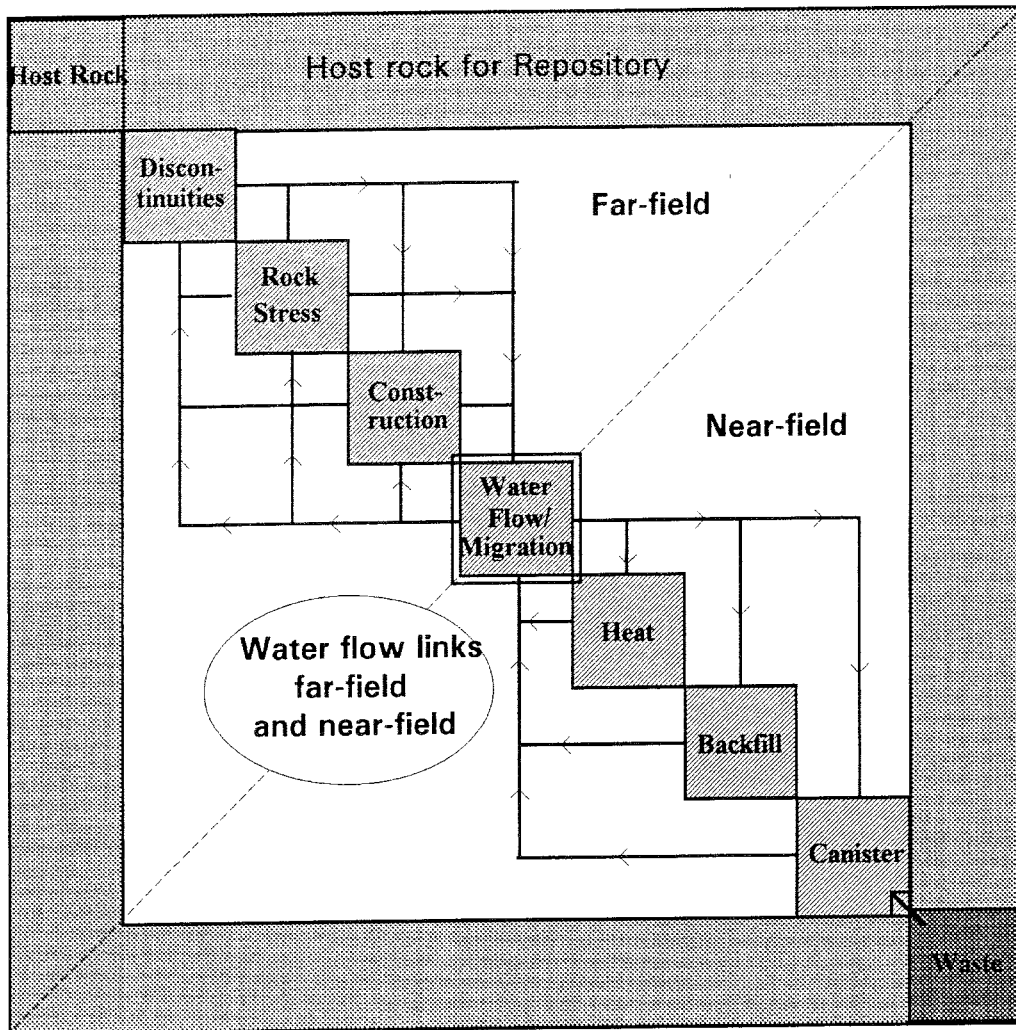 Host Rock
Host rock for Repository
Discon-
tinuities
Far-field
Rock
Stress
Const-
ruction
Near-field
Water
Flow/
Migration
Heat
Water flow links
far-field
and near-field
Backfill
Canister
Waste